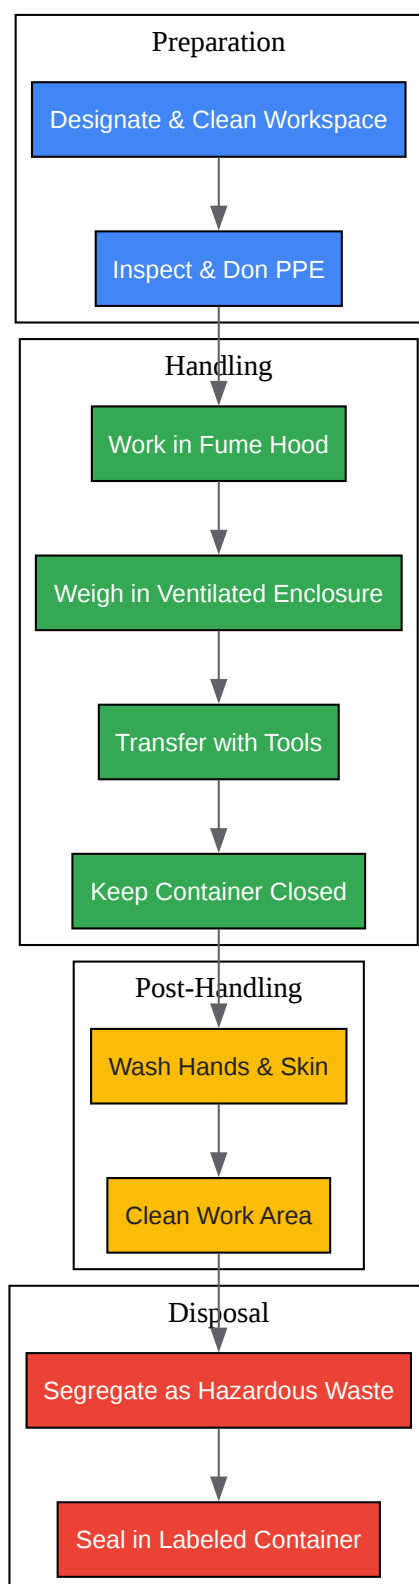 Preparation
Designate & Clean Workspace
Inspect & Don PPE
Handling
Work in Fume Hood
Weigh in Ventilated Enclosure
Transfer with Tools
Keep Container Closed
Post-Handling
Wash Hands & Skin
Clean Work Area
Disposal
Segregate as Hazardous Waste
Seal in Labeled Container